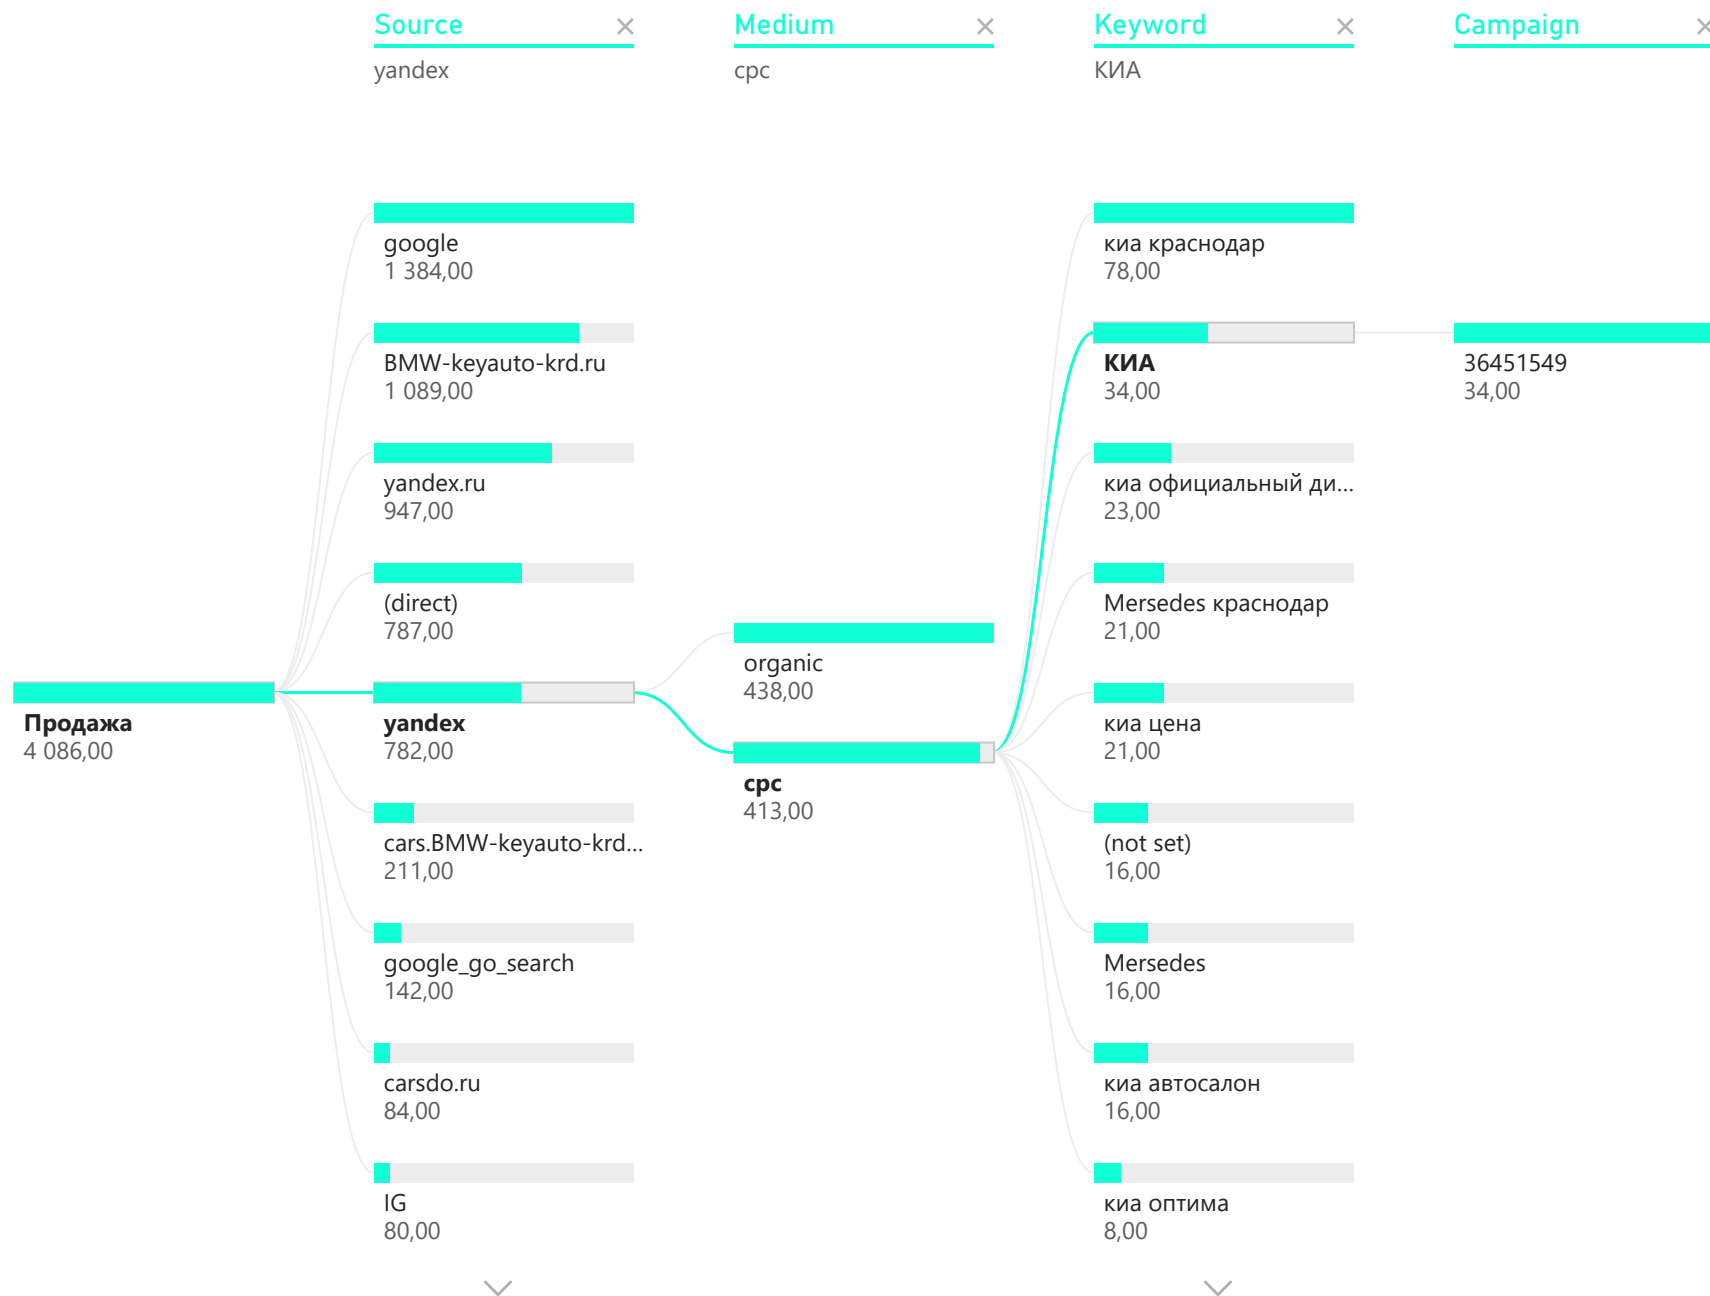 Source
Medium
Keyword
Campaign
yandex
cpc
КИА
google
1 384,00
BMW-keyauto-krd.ru
1 089,00
yandex.ru
947,00
(direct)
787,00
Продажа
4 086,00
yandex
782,00
cars.BMW-keyauto-krd...
211,00
google_go_search
142,00
carsdo.ru
84,00
IG
80,00
organic
438,00
cpc
413,00
киа краснодар
78,00
КИА
34,00
киа официальный ди...
23,00
Mersedes краснодар
21,00
киа цена
21,00
(not set)
16,00
Mersedes
16,00
киа автосалон
16,00
киа оптима
8,00
36451549
34,00